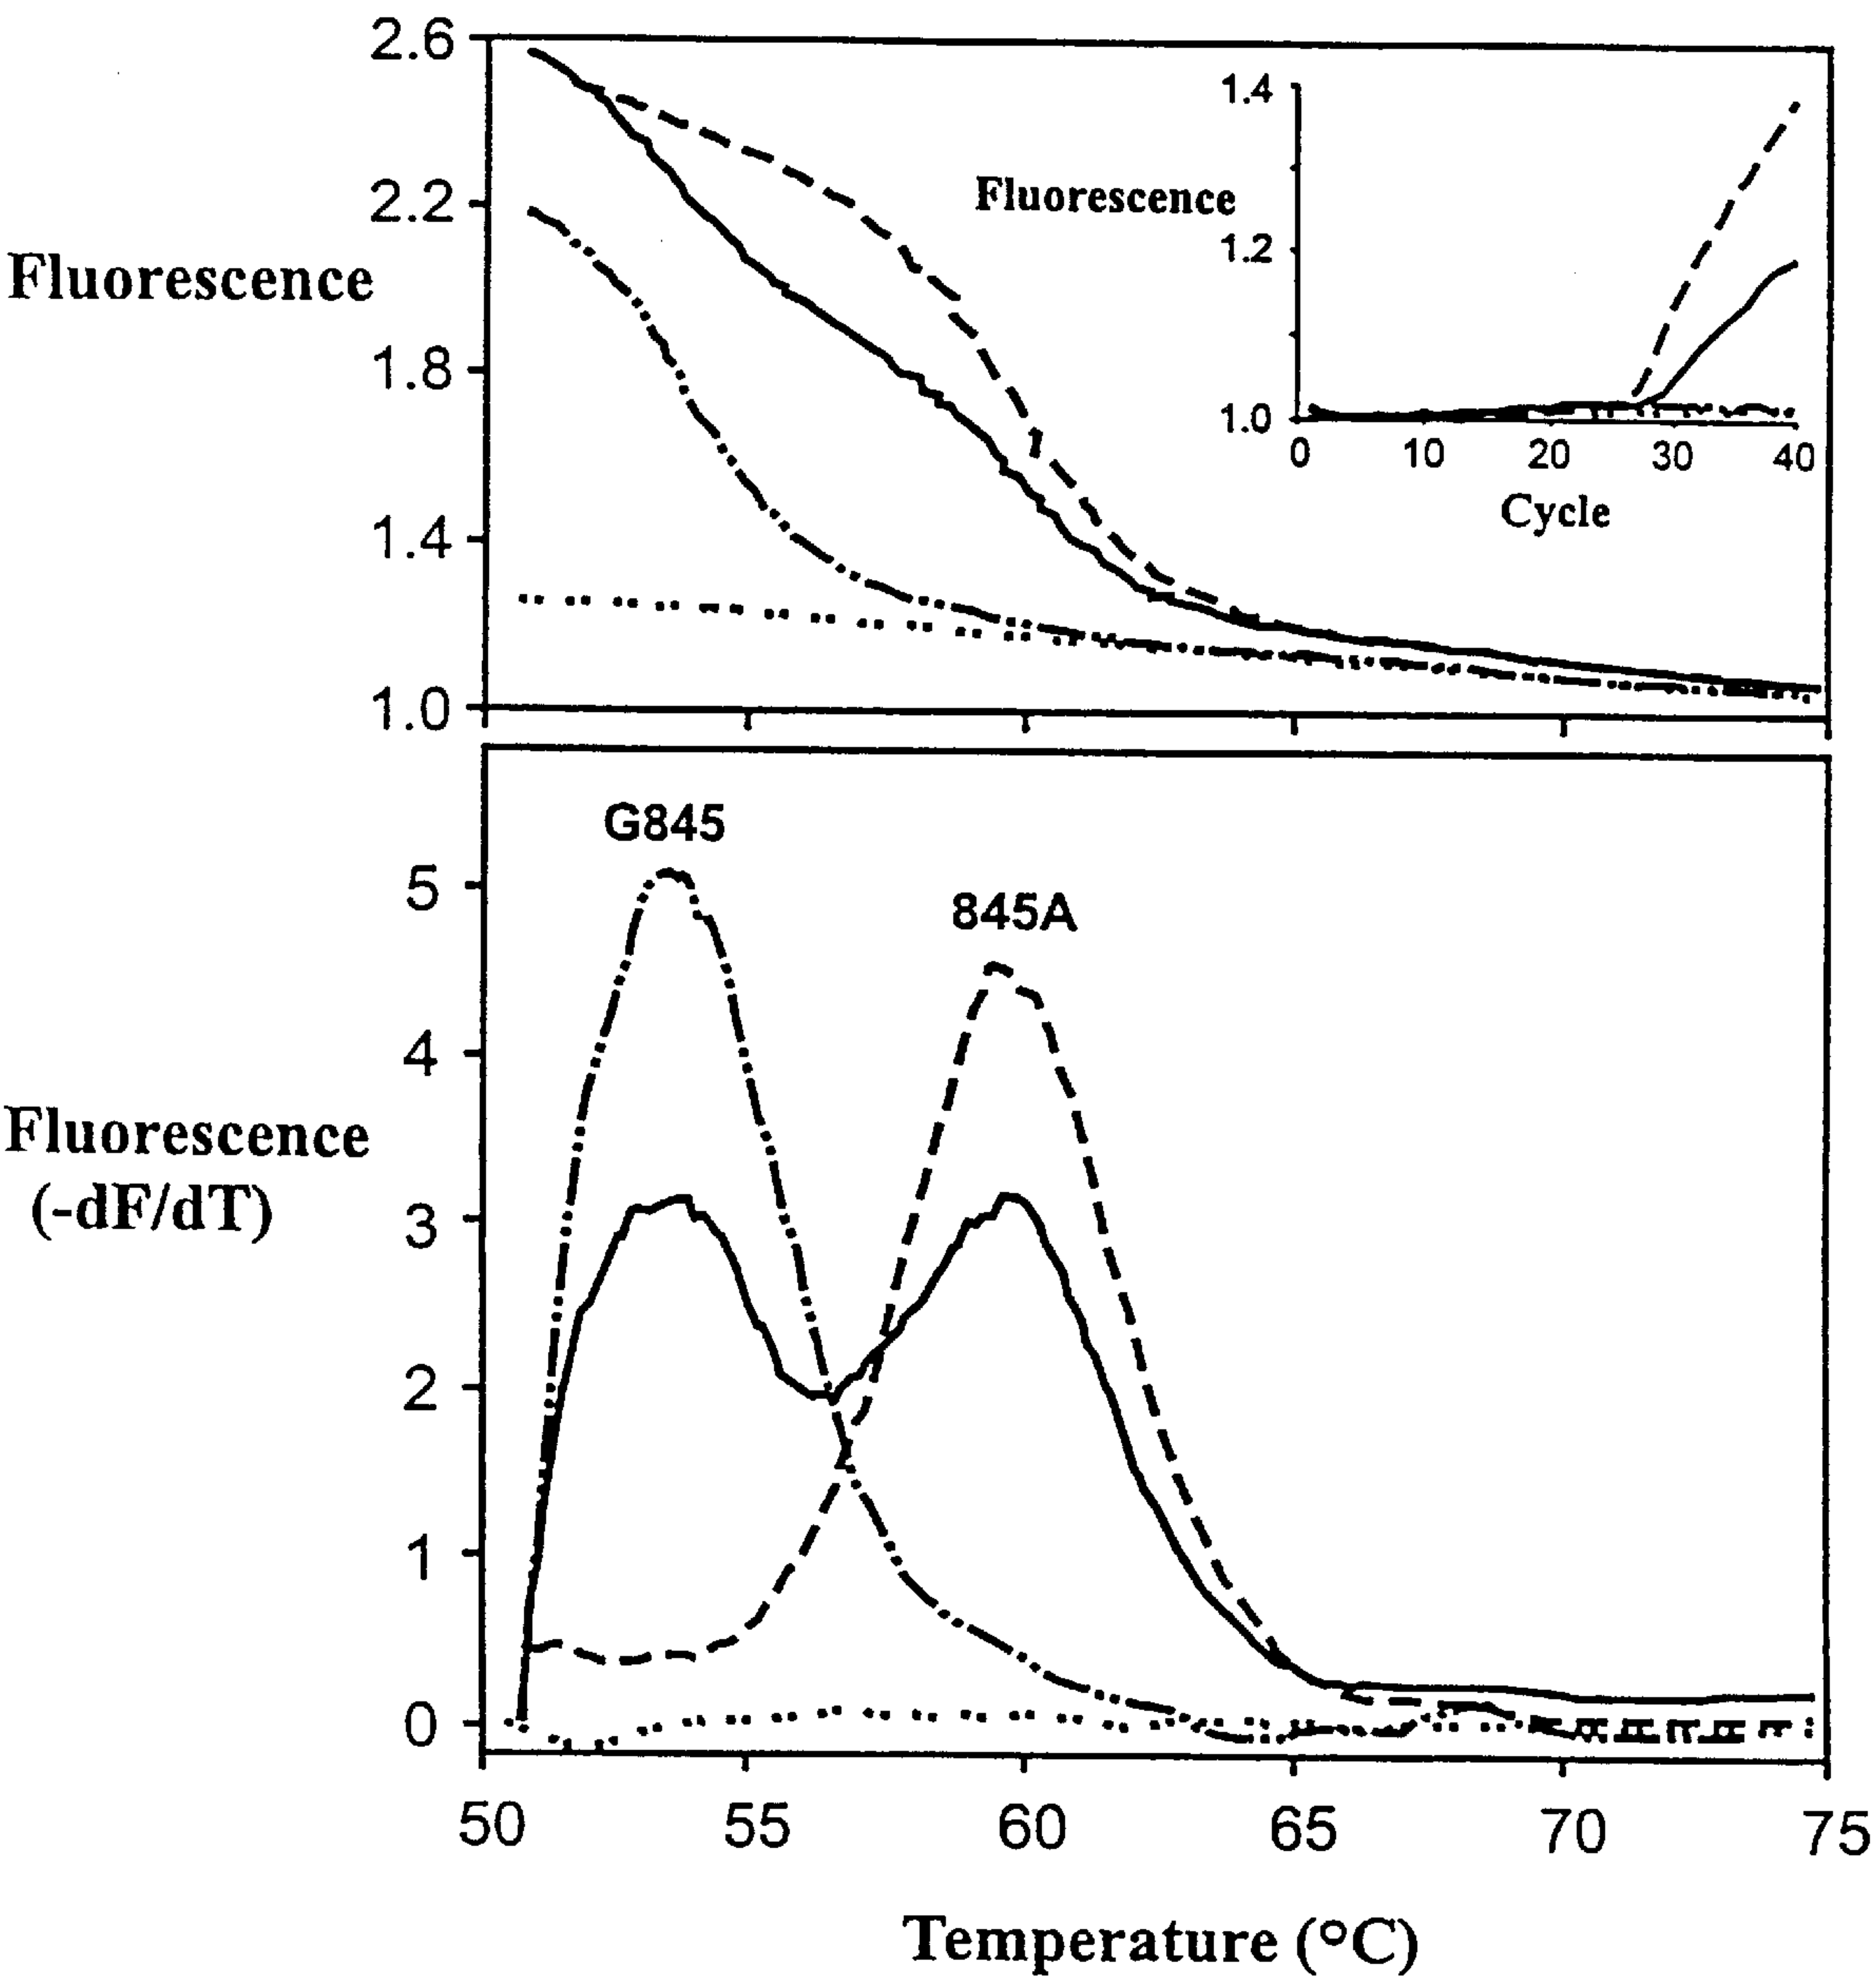 2.6
2.2
Fluorescence
1.8
1.4
1.0
1.4
Fluorescence
1.2
1.0
0 10 20 30 40
Cycle
G845
845A
5
4
Fluorescence
(-dF/dT)
3
2
1
0
50 55 60 65 70 75
Temperature (°C)